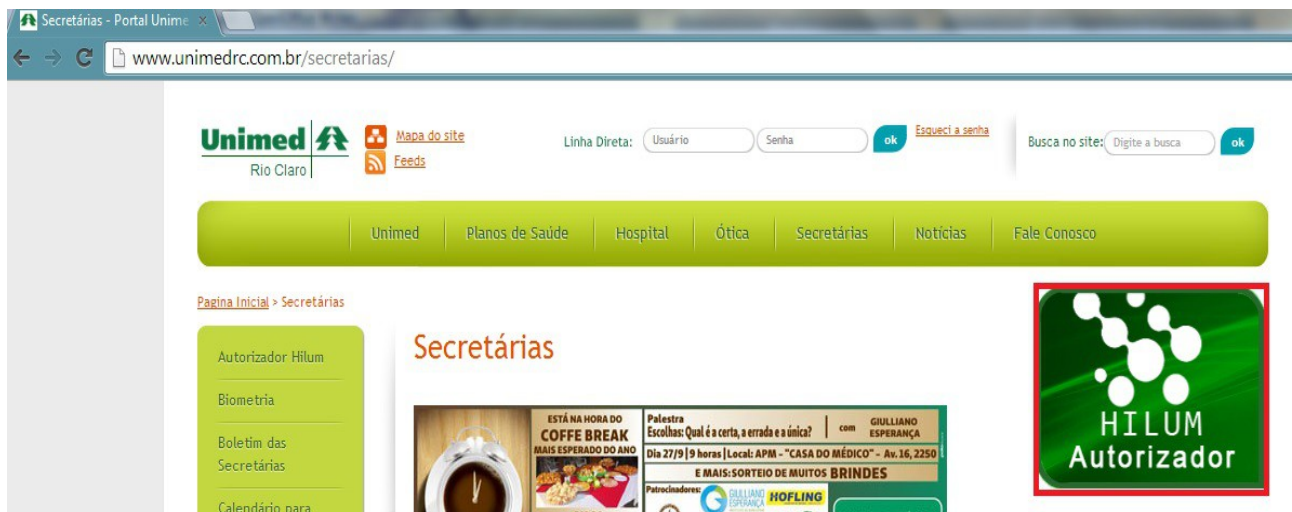 Secretárias - Portal Unime
www.unimedrc.com.br/secretarias/
Unimed
Rio Claro
Mapa do site
Feeds
Linha Direta:
Usuário
Senha
ok
Esqueci a senha
Busca no site:
Digite a busca
ok
Unimed
Planos de Saúde
Hospital
Ótica
Secretárias
Notícias
Fale Conosco
Pagina Inicial > Secretárias
Autorizador Hilum
Biometria
Boletim das
Secretárias
Calendário para
Secretárias
ESTÁ NA HORA DO
COFFE BREAK
MAIS ESPERADO DO ANO
Palestra
Escolhas: Qual é a certa, a errada e a única?
com
GIULLIANO
ESPERANÇA
Dia 27/9 | 9 horas | Local: APM - "CASA DO MÉDICO" - Av. 16, 2250
E MAIS: SORTEIO DE MUITOS BRINDES
Patrocinadores:
GIULLIANO
ESPERANÇA
HOFLING
HILUM
Autorizador